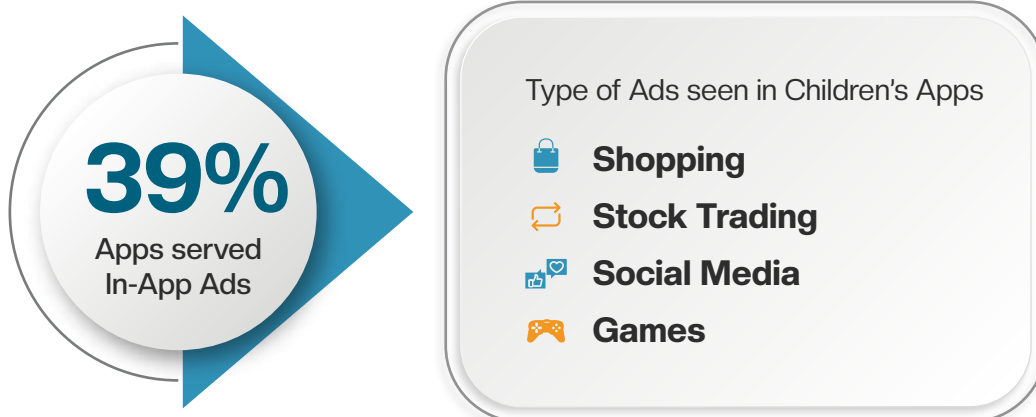 39%
Apps served
In-App Ads
Type of Ads seen in Children's Apps
Shopping
Stock Trading
Social Media
Games